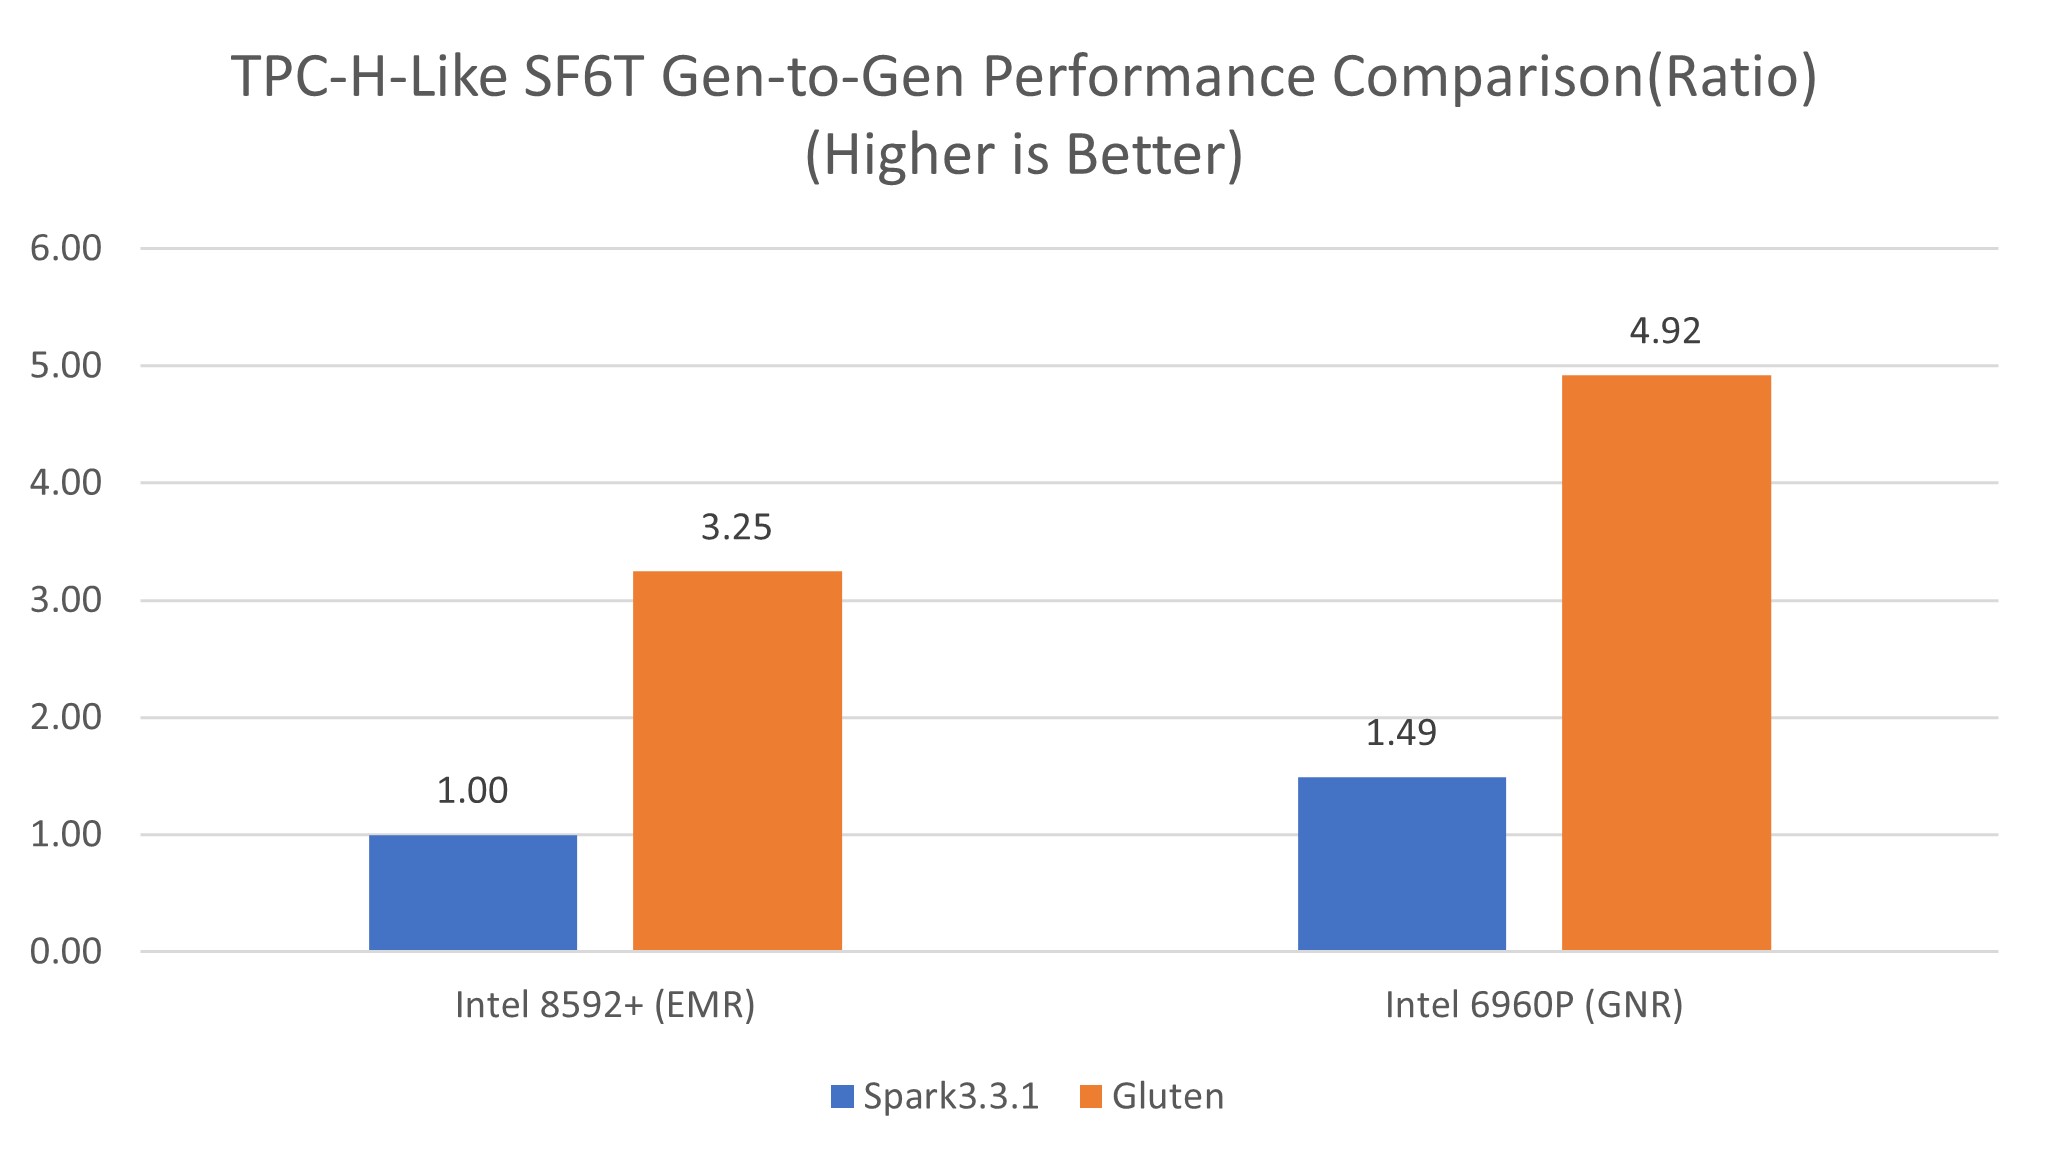 TPC-H-Like SF6T Gen-to-Gen Performance Comparison(Ratio)
(Higher is Better)
6.00
5.00
4.00
3.00
2.00
1.00
0.00
1.00
3.25
1.49
4.92
Intel 8592+ (EMR)
Intel 6960P (GNR)
Spark3.3.1
Gluten